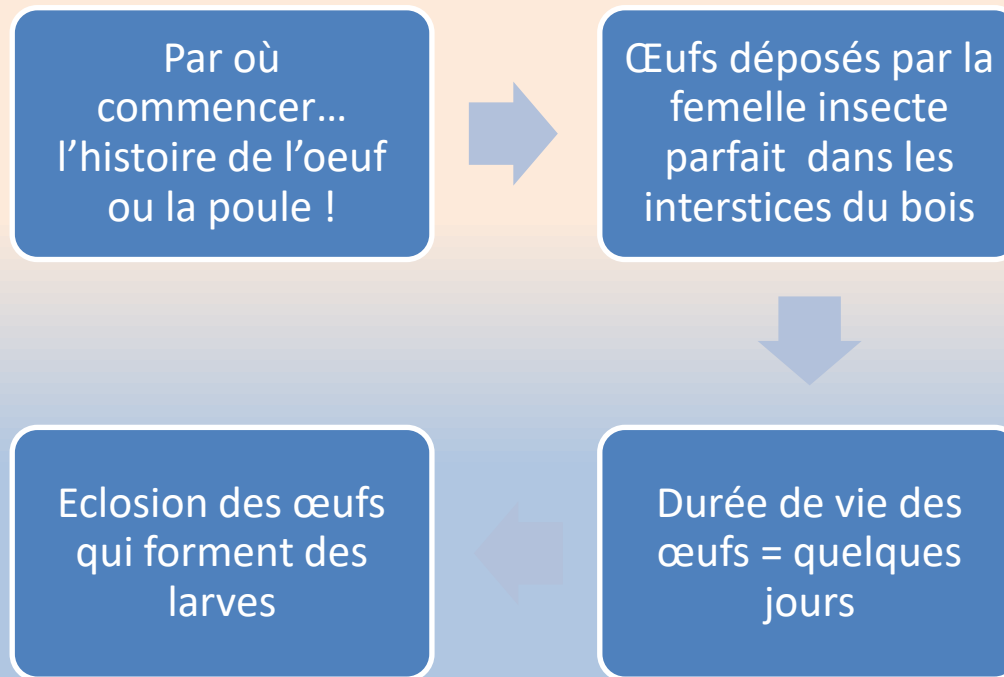 Par où
commencer…
l’histoire de l’oeuf
ou la poule !
Œufs déposés par la
femelle insecte
parfait dans les
interstices du bois
Durée de vie des
œufs = quelques
jours
Eclosion des œufs
qui forment des
larves